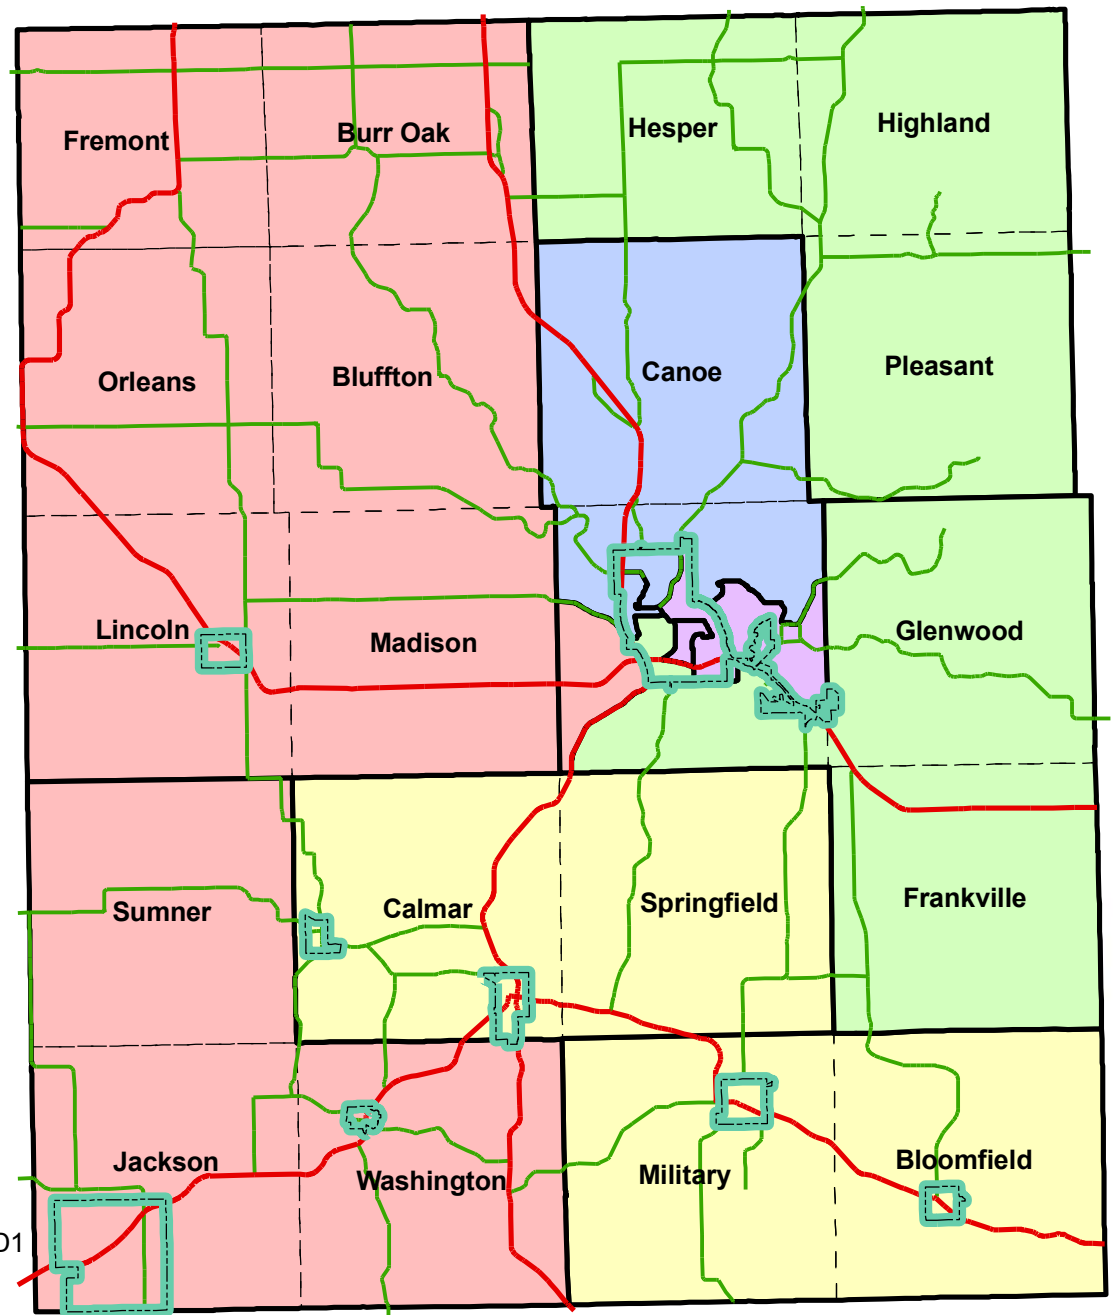 Highland
Hesper
Burr Oak
Fremont
Pleasant
Canoe
Bluffton
Orleans
Lincoln
Glenwood
Madison
Frankville
Springfield
Calmar
Sumner
Bloomfield
Jackson
Military
Washington
01